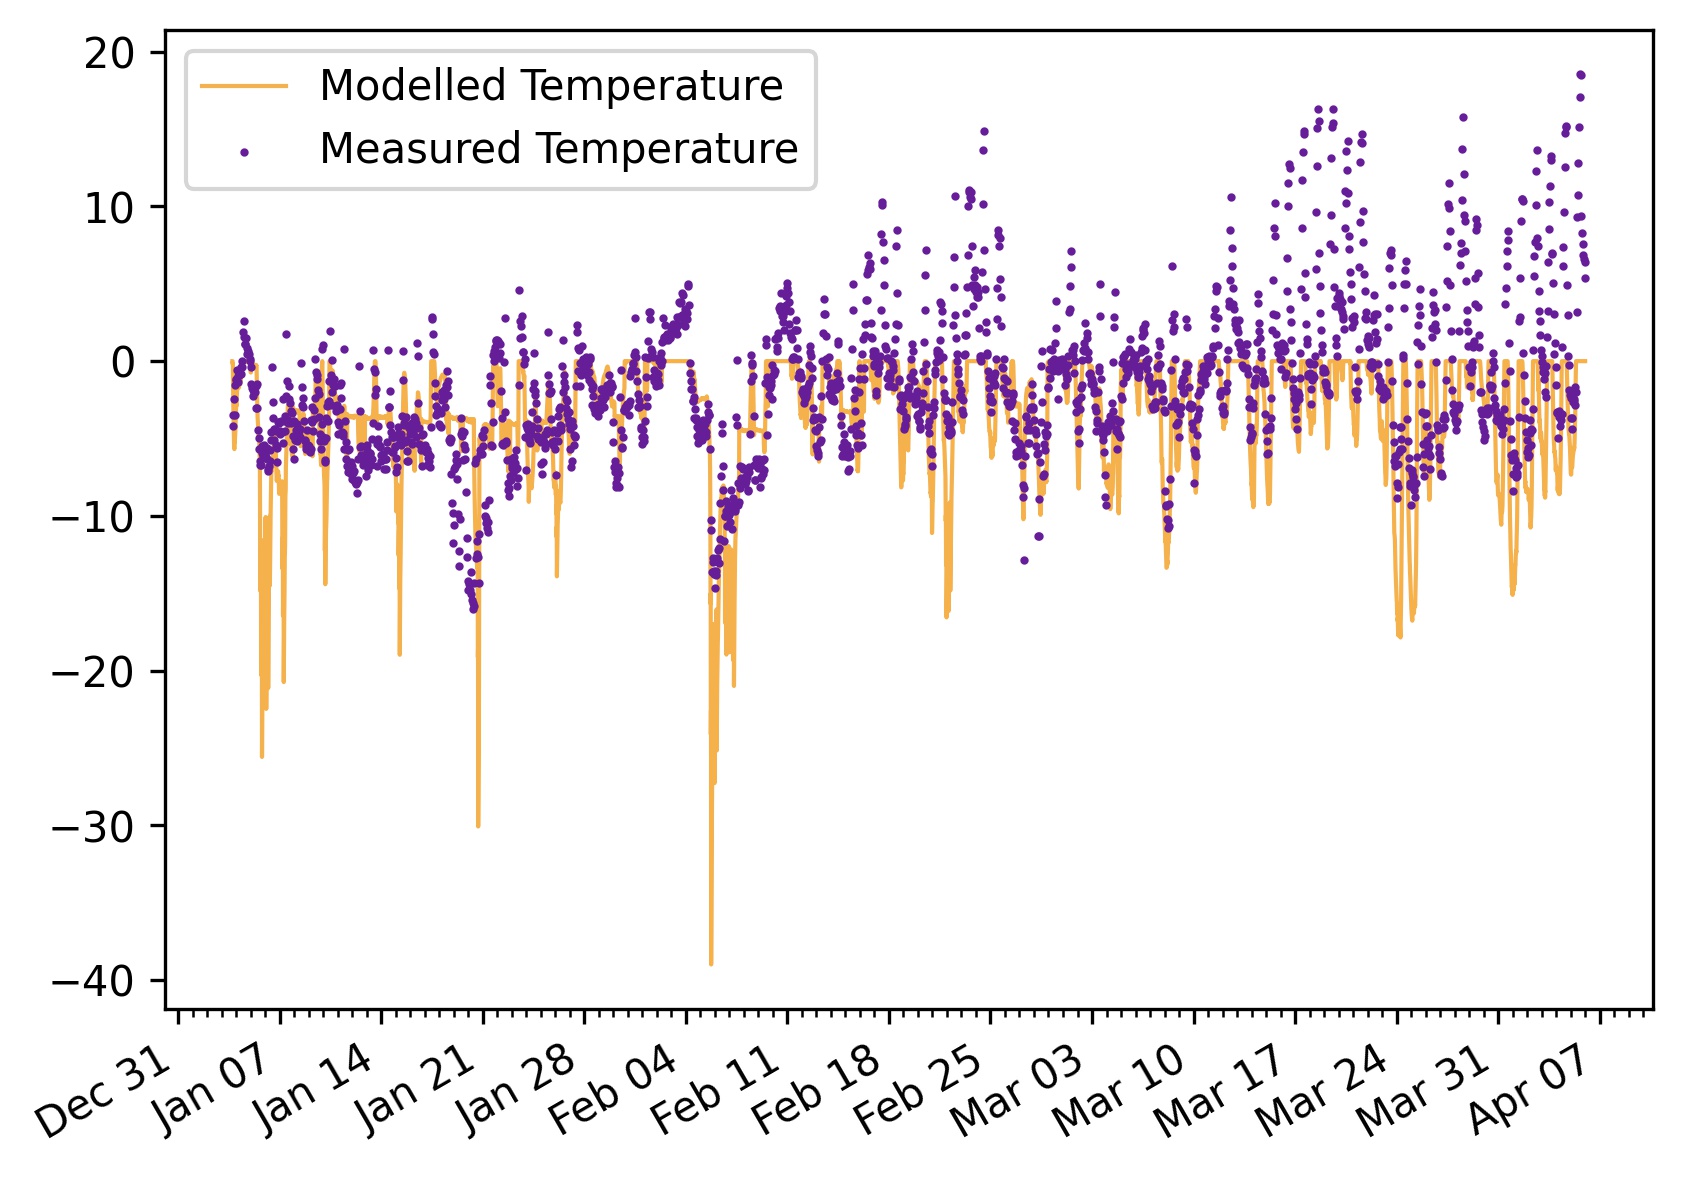 20
10
0
−10
−20
−30
−40
Modelled Temperature
Measured Temperature
Dec 31
Jan 07
Jan 14
Jan 21
Jan 28
Feb 04
Feb 11
Feb 18
Feb 25
Mar 03
Mar 10
Mar 17
Mar 24
Mar 31
Apr 07